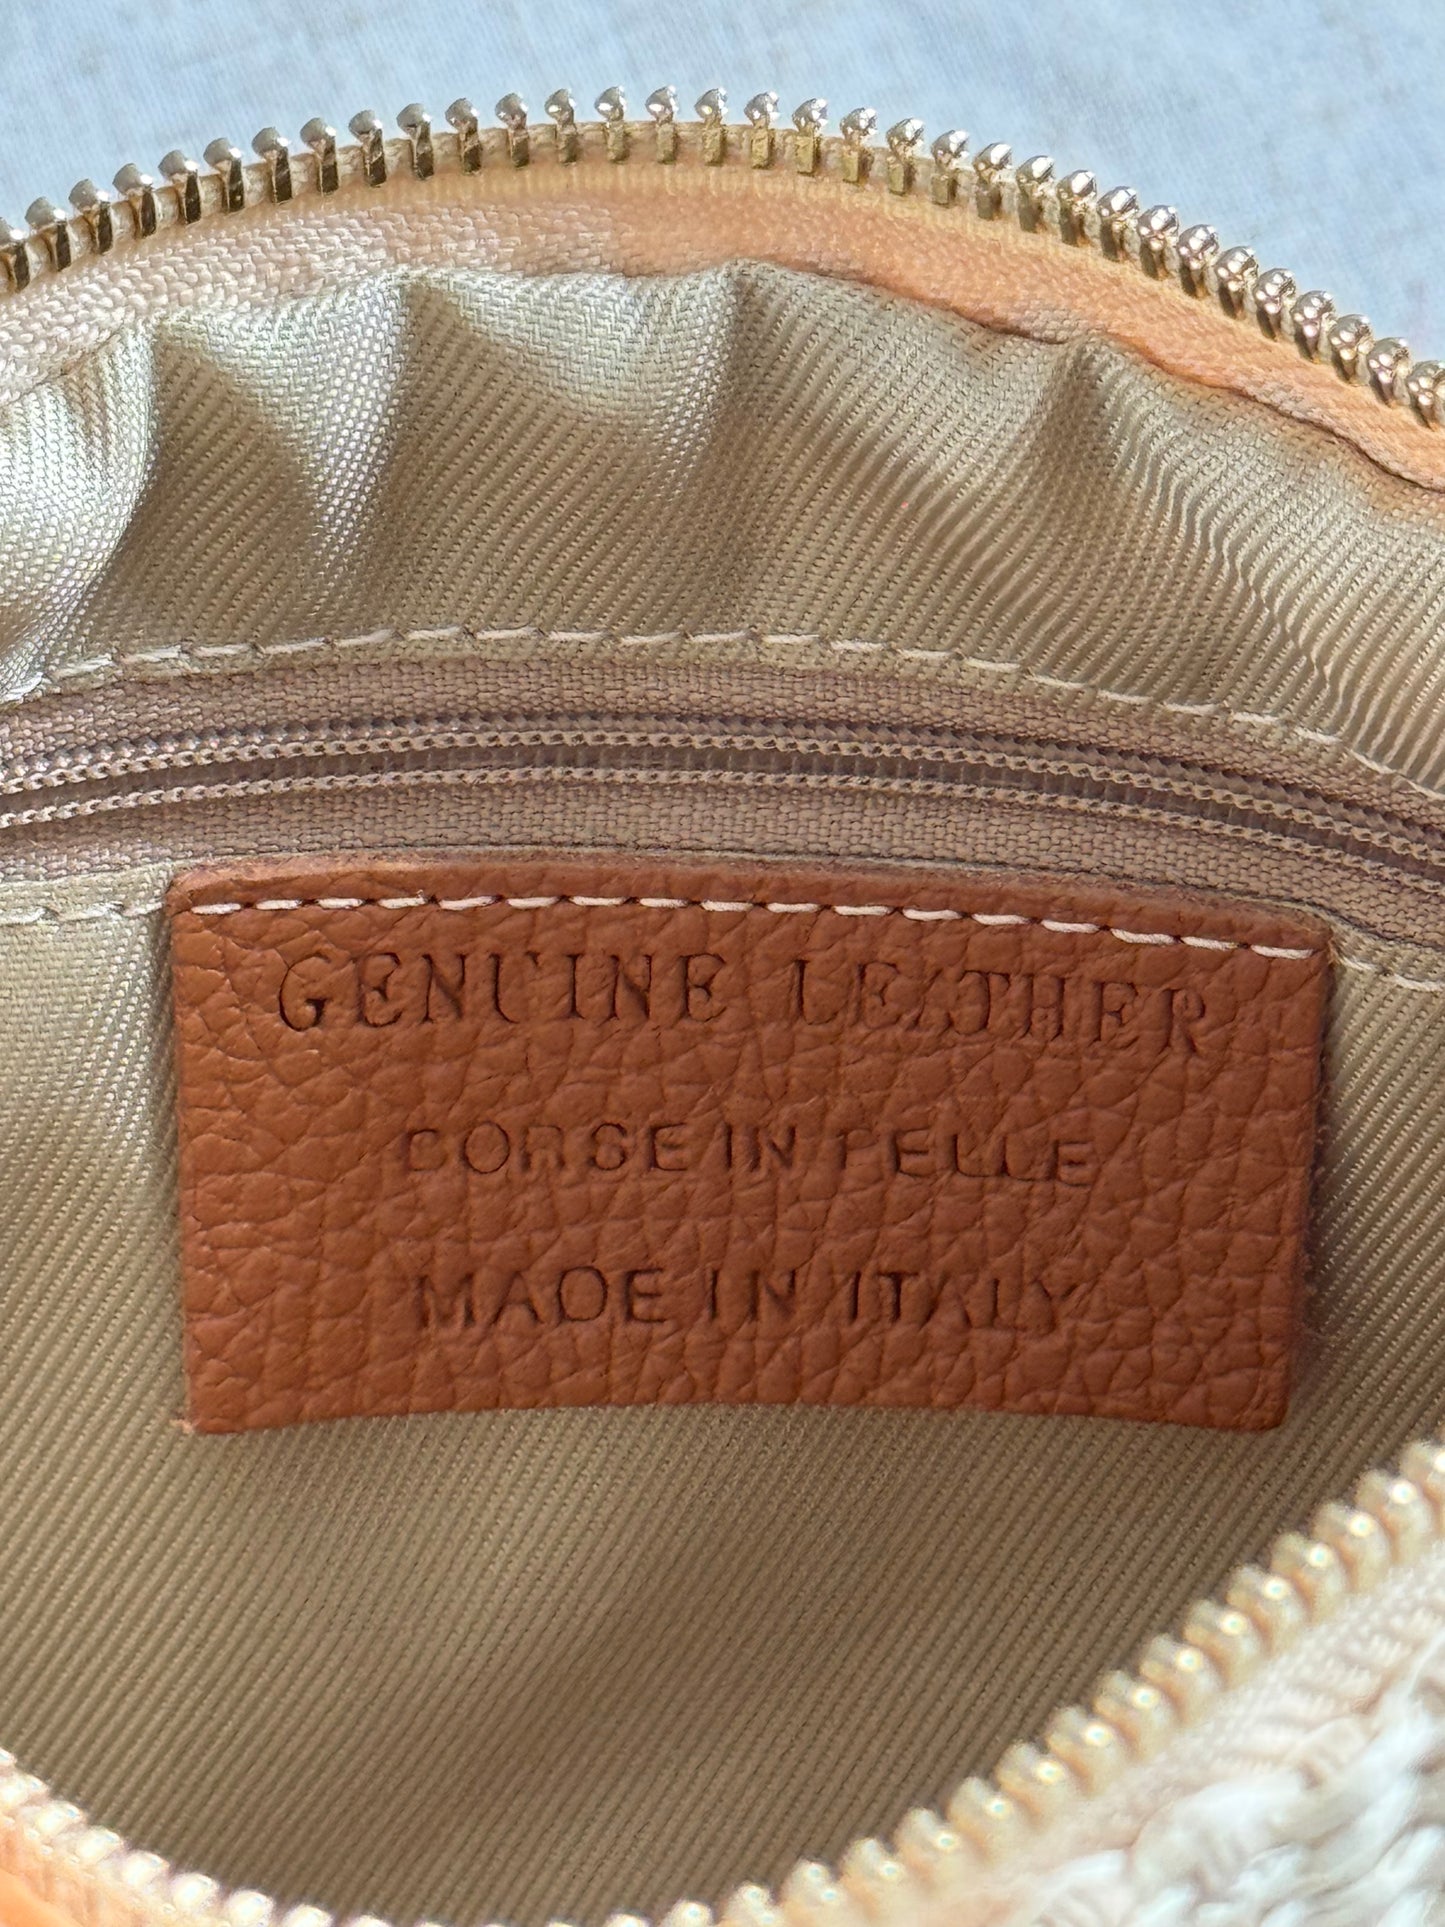 GENUINE LEATHER
BORSE IN PELLE
MADE IN ITALY